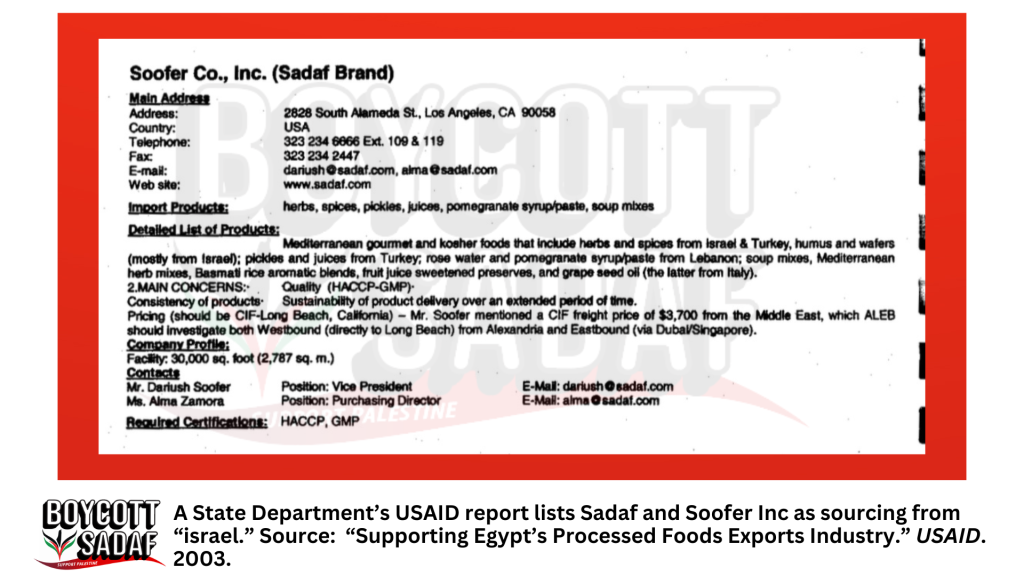 Soofer Co., Inc. (Sadaf Brand)
Main Address
Address: 2828 South Alameda St., Los Angeles, CA 90058
Country: USA
Telephone: 323 234 6666 Ext. 109 & 119
Fax: 323 234 2447
E-mail: dariush@sadaf.com, alma@sadaf.com
Web site: www.sadaf.com
Import Products: herbs, spices, pickles, juices, pomegranate syrup/paste, soup mixes
Detailed List of Products:
Mediterranean gourmet and kosher foods that include herbs and spices from Israel & Turkey, humus and wafers
(mostly from Israel); pickles and juices from Turkey; rose water and pomegranate syrup/paste from Lebanon; soup mixes, Mediterranean
herb mixes, Basmati rice aromatic blends, fruit juice sweetened preserves, and grape seed oil (the latter from Italy).
2.MAIN CONCERNS:· Quality (HACCP-GMP)·
Consistency of products· Sustainability of product delivery over an extended period of time.
Pricing (should be CIF-Long Beach, California) – Mr. Soofer mentioned a CIF freight price of $3,700 from the Middle East, which ALEB
should investigate both Westbound (directly to Long Beach) from Alexandria and Eastbound (via Dubai/Singapore).
Company Profile:
Facility: 30,000 sq. foot (2,787 sq. m.)
Contacts
Mr. Dariush Soofer Position: Vice President E-Mail: dariush@sadaf.com
Ms. Alma Zamora Position: Purchasing Director E-Mail: alma@sadaf.com
Required Certifications: HACCP, GMP
BOYCOTT
SADAF
SUPPORT PALESTINE
BOYCOTT
SADAF
SUPPORT PALESTINE
A State Department's USAID report lists Sadaf and Soofer Inc as sourcing from
"israel." Source: "Supporting Egypt's Processed Foods Exports Industry." USAID.
2003.